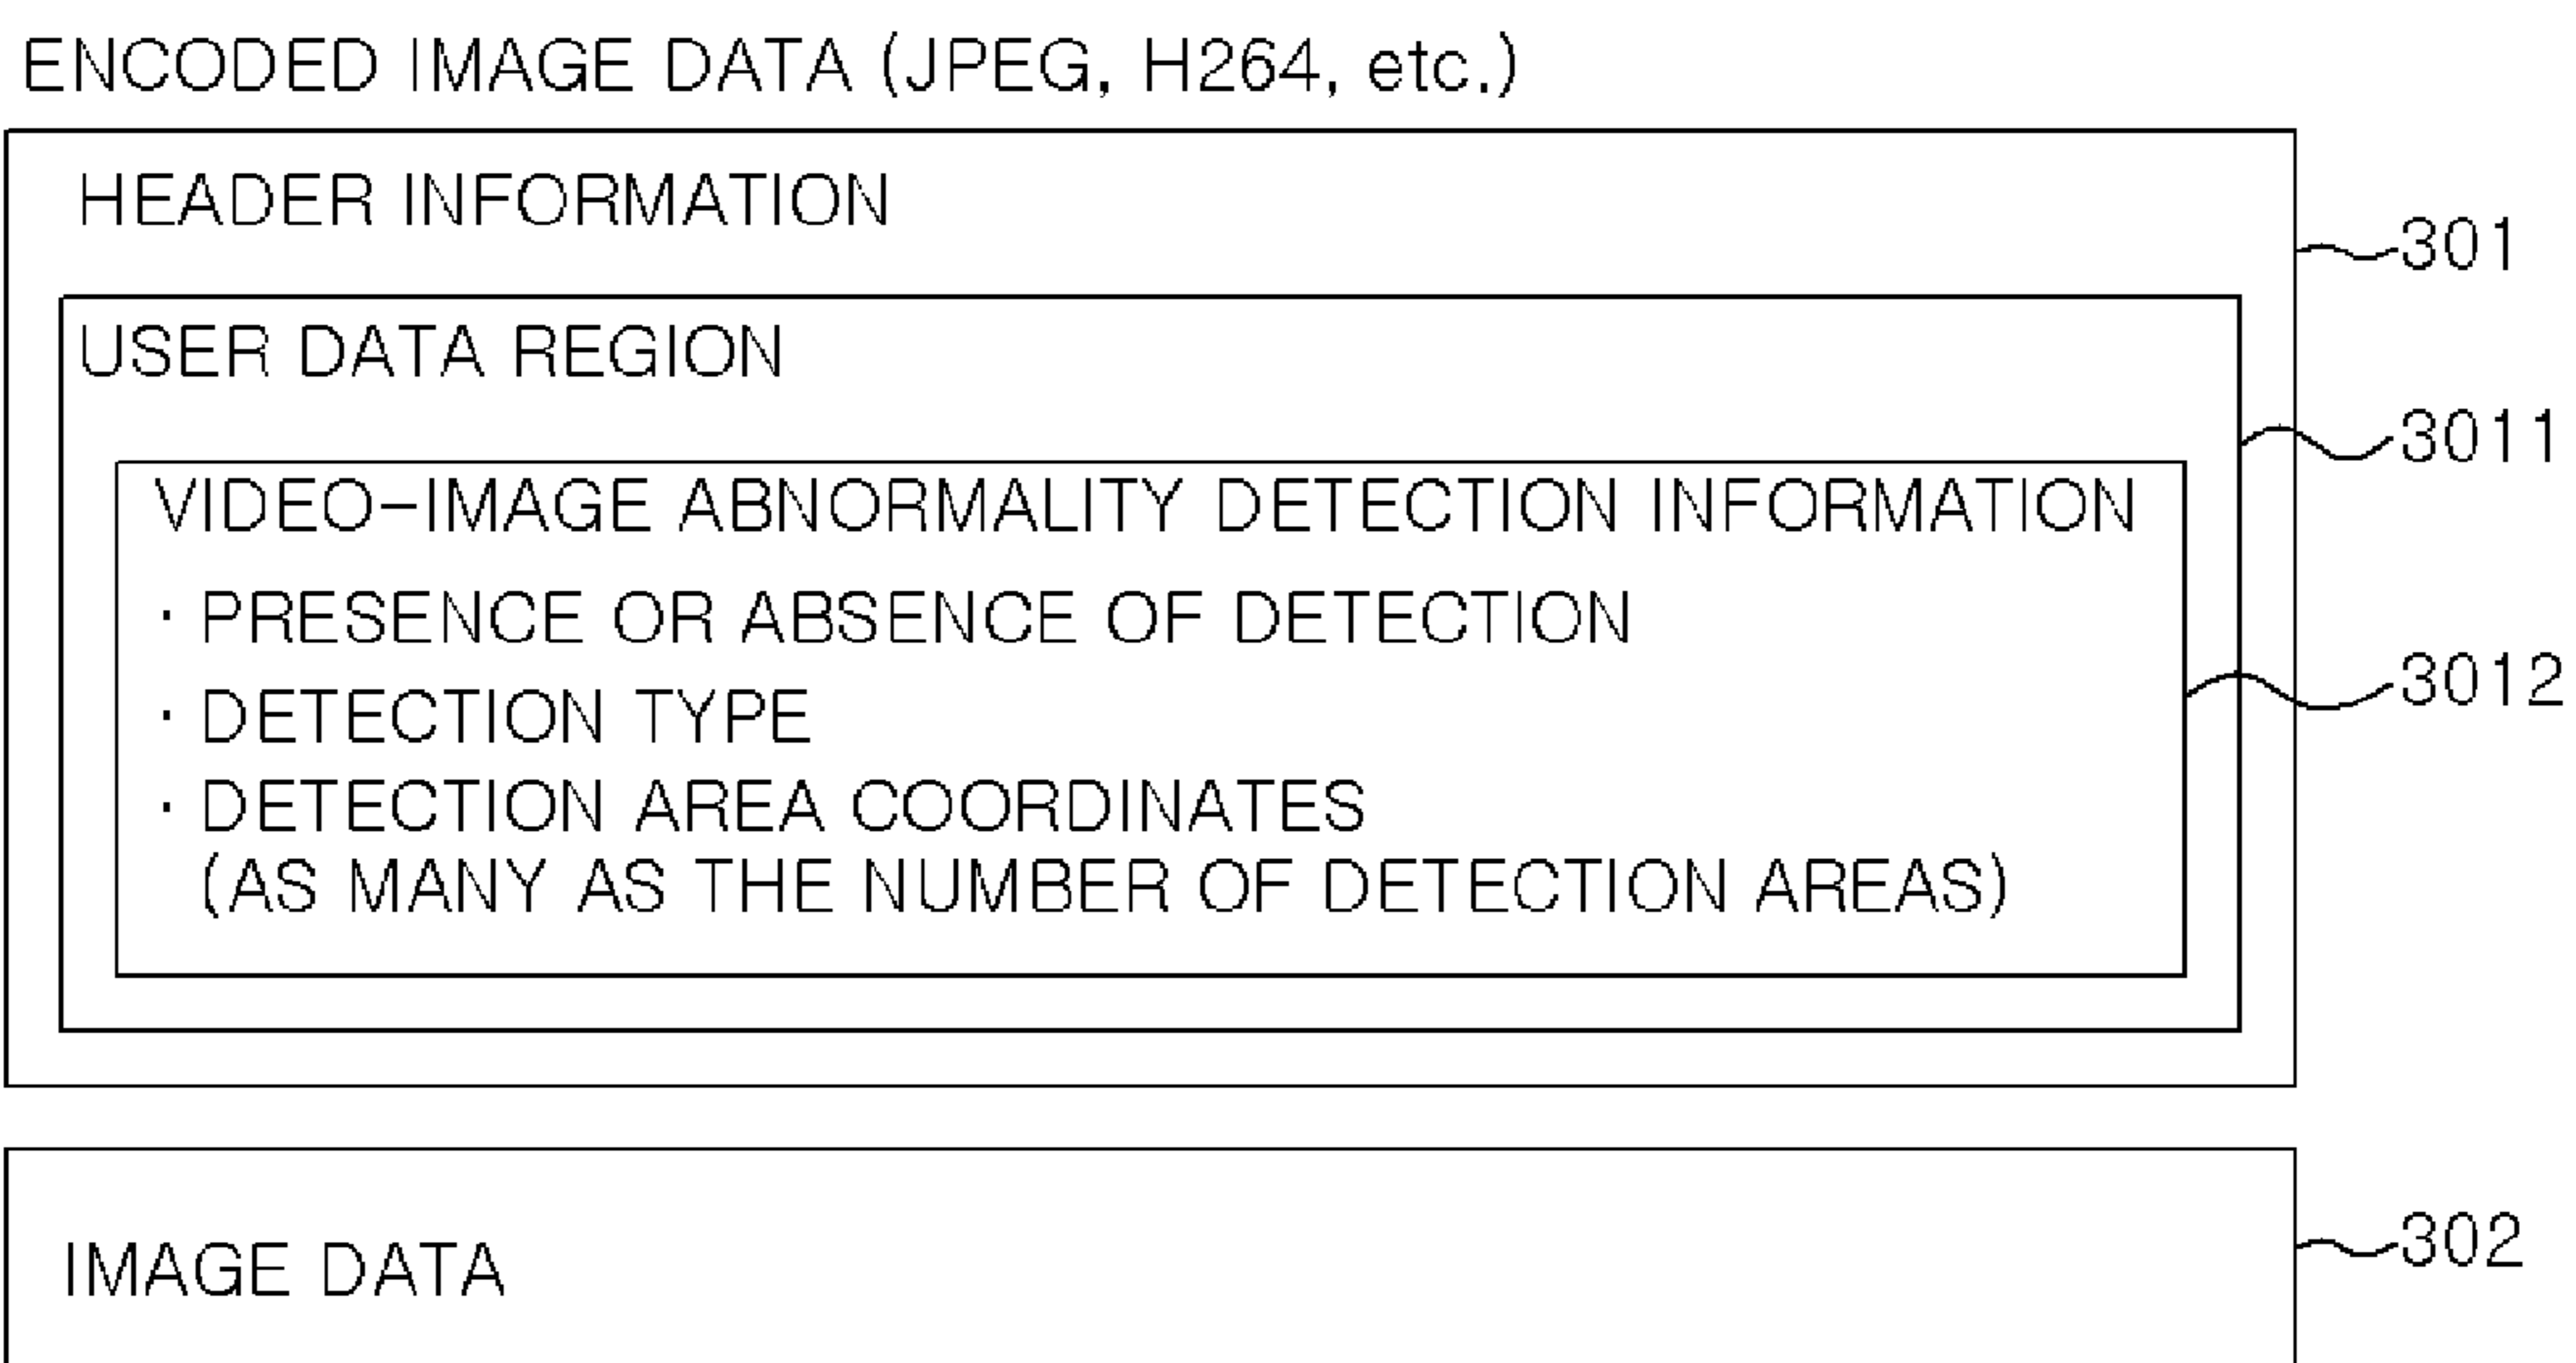 ENCODED IMAGE DATA (JPEG, H264, etc.)
HEADER INFORMATION
301
USER DATA REGION
3011
VIDEO-IMAGE ABNORMALITY DETECTION INFORMATION
· PRESENCE OR ABSENCE OF DETECTION
· DETECTION TYPE
3012
· DETECTION AREA COORDINATES
(AS MANY AS THE NUMBER OF DETECTION AREAS)
IMAGE DATA
302